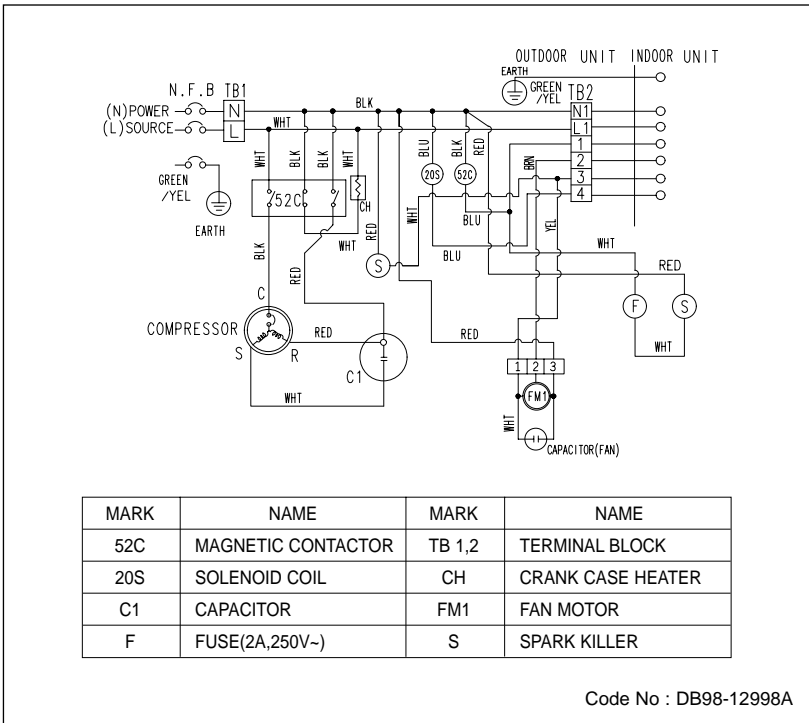 OUTDOOR UNIT INDOOR UNIT
EARTH
GREEN
/YEL
TB2
N.F.B TB1
(N)POWER
N
BLK
N1
(L)SOURCE
L
WHT
L1
1
2
3
4
WHT
BLK
BLK
WHT
BLU
BLK
RED
BRN
20S
52C
GREEN
/YEL
EARTH
52C
CH
WHT
BLU
YEL
BLK
RED
WHT
RED
S
BLU
WHT
RED
C
F
S
COMPRESSOR
S
R
RED
RED
WHT
C1
WHT
1 2 3
FM1
WHT
CAPACITOR(FAN)
MARK NAME MARK NAME
52C MAGNETIC CONTACTOR TB 1,2 TERMINAL BLOCK
20S SOLENOID COIL CH CRANK CASE HEATER
C1 CAPACITOR FM1 FAN MOTOR
F FUSE(2A,250V~) S SPARK KILLER
Code No : DB98-12998A